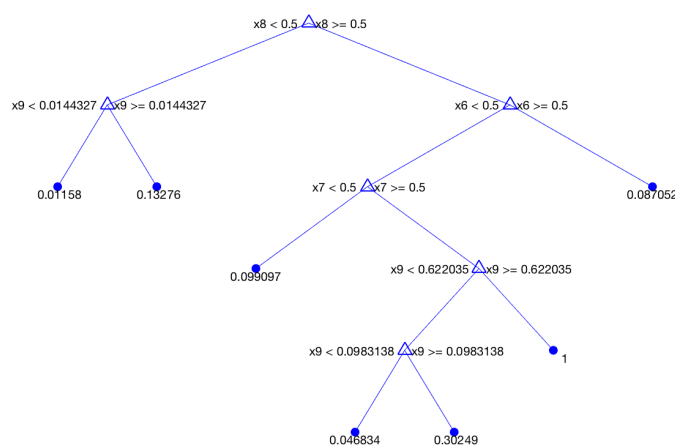 x8 < 0.5 x8 >= 0.5
x9 < 0.0144327 x9 >= 0.0144327
x6 < 0.5 x6 >= 0.5
0.01158
0.13276
x7 < 0.5 x7 >= 0.5
0.087052
0.099097
x9 < 0.622035 x9 >= 0.622035
x9 < 0.0983138 x9 >= 0.0983138
1
0.046834
0.30249